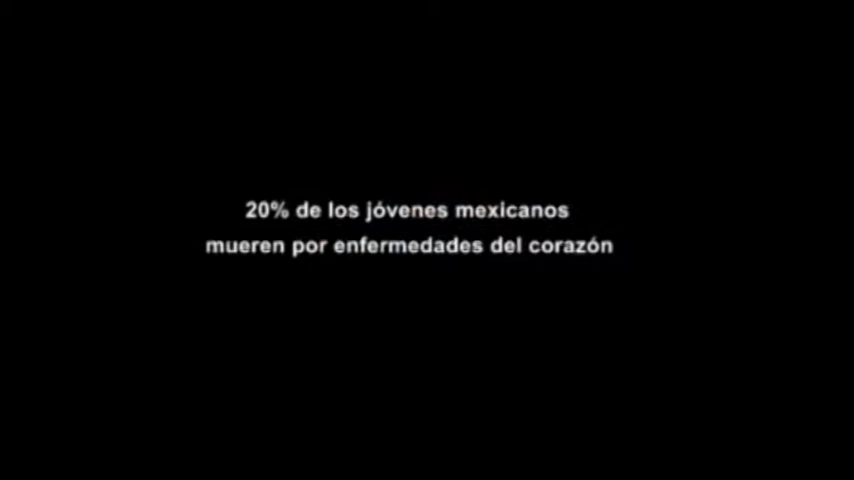 20% de los jóvenes mexicanos
mueren por enfermedades del corazón